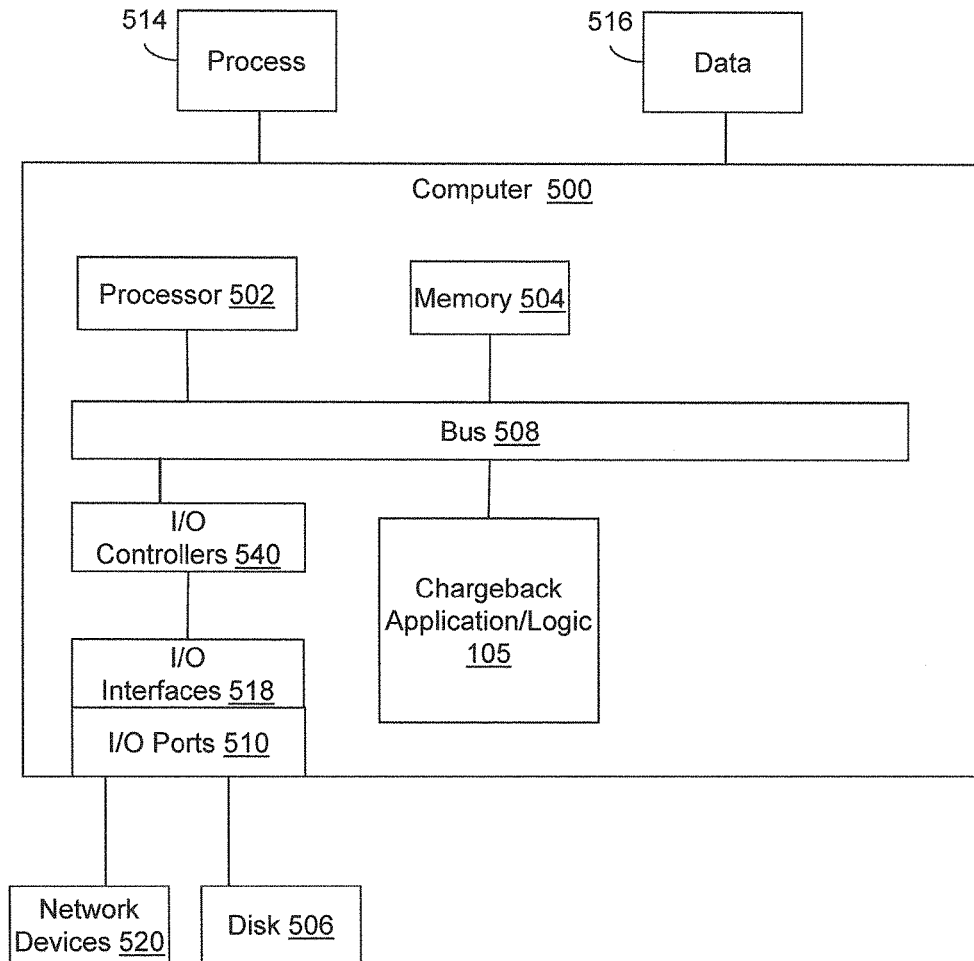 514
Process
516
Data
Computer 500
Processor 502
Memory 504
Bus 508
I/O
Controllers 540
Chargeback
Application/Logic
105
I/O
Interfaces 518
I/O Ports 510
Network
Devices 520
Disk 506